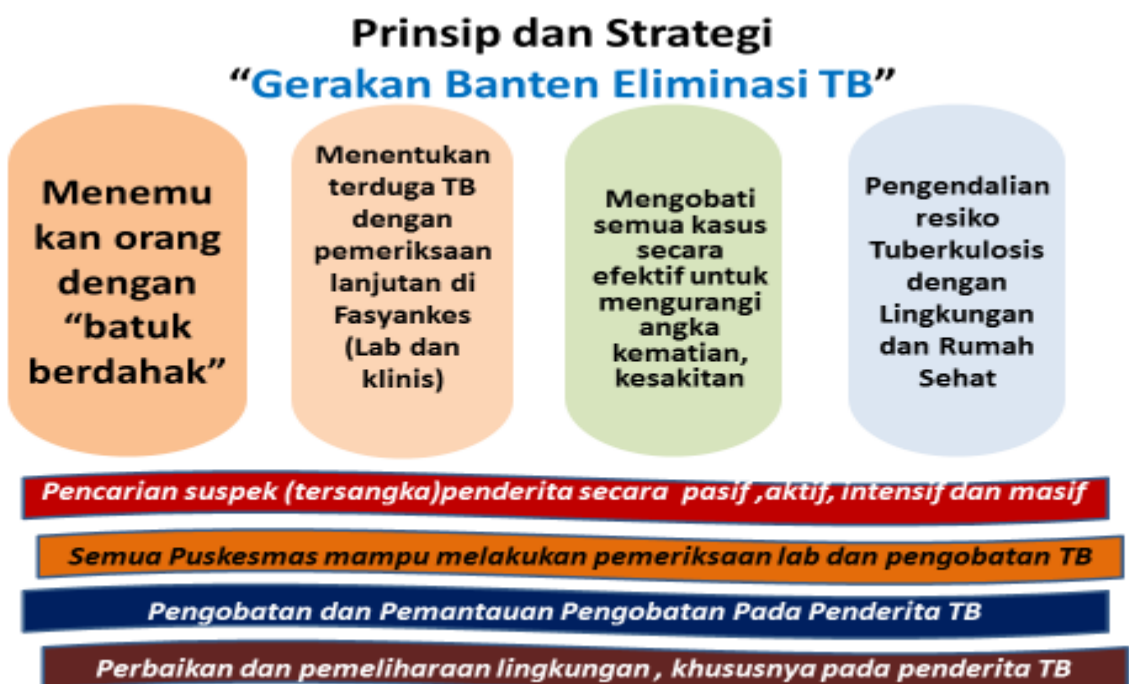 Prinsip dan Strategi
“Gerakan Banten Eliminasi TB”
Menemu
kan orang
dengan
“batuk
berdahak”
Menentukan
terduga TB
dengan
pemeriksaan
lanjutan di
Fasyankes
(Lab dan
klinis)
Mengobati
semua kasus
secara
efektif untuk
mengurangi
angka
kematian,
kesakitan
Pengendalian
resiko
Tuberkulosis
dengan
Lingkungan
dan Rumah
Sehat
Pencarian suspek (tersangka)penderita secara pasif ,aktif, intensif dan masif
Semua Puskesmas mampu melakukan pemeriksaan lab dan pengobatan TB
Pengobatan dan Pemantauan Pengobatan Pada Penderita TB
Perbaikan dan pemeliharaan lingkungan , khususnya pada penderita TB